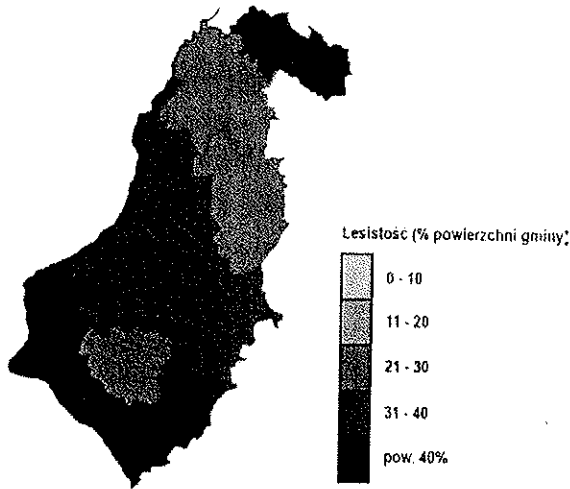 Lesistość (% powierzchni gminy)
0 - 10
11 - 20
21 - 30
31 - 40
pow. 40%